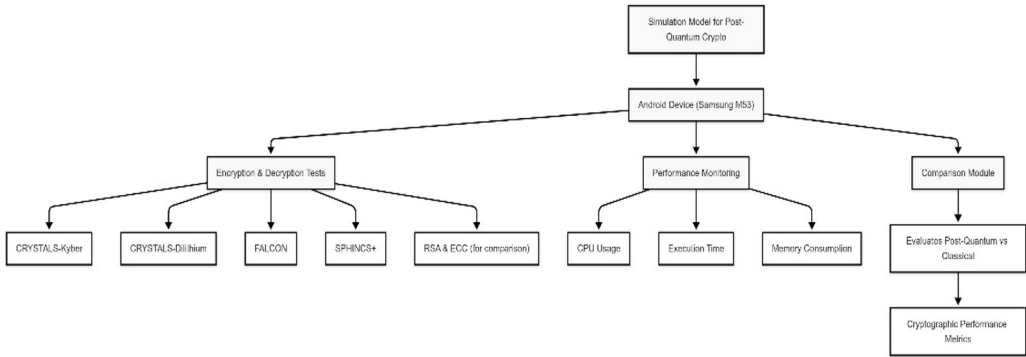 Simulation Model for Post-
Quantum Crypto
Android Device (Samsung M53)
Encryption & Decryption Tests
Performance Monitoring
Comparison Module
CRYSTALS-Kyber
CRYSTALS-Dilithium
FALCON
SPHINCS+
RSA & ECC (for comparison)
CPU Usage
Execution Time
Memory Consumption
Evaluates Post-Quantum vs
Classical
Cryptographic Performance
Metrics